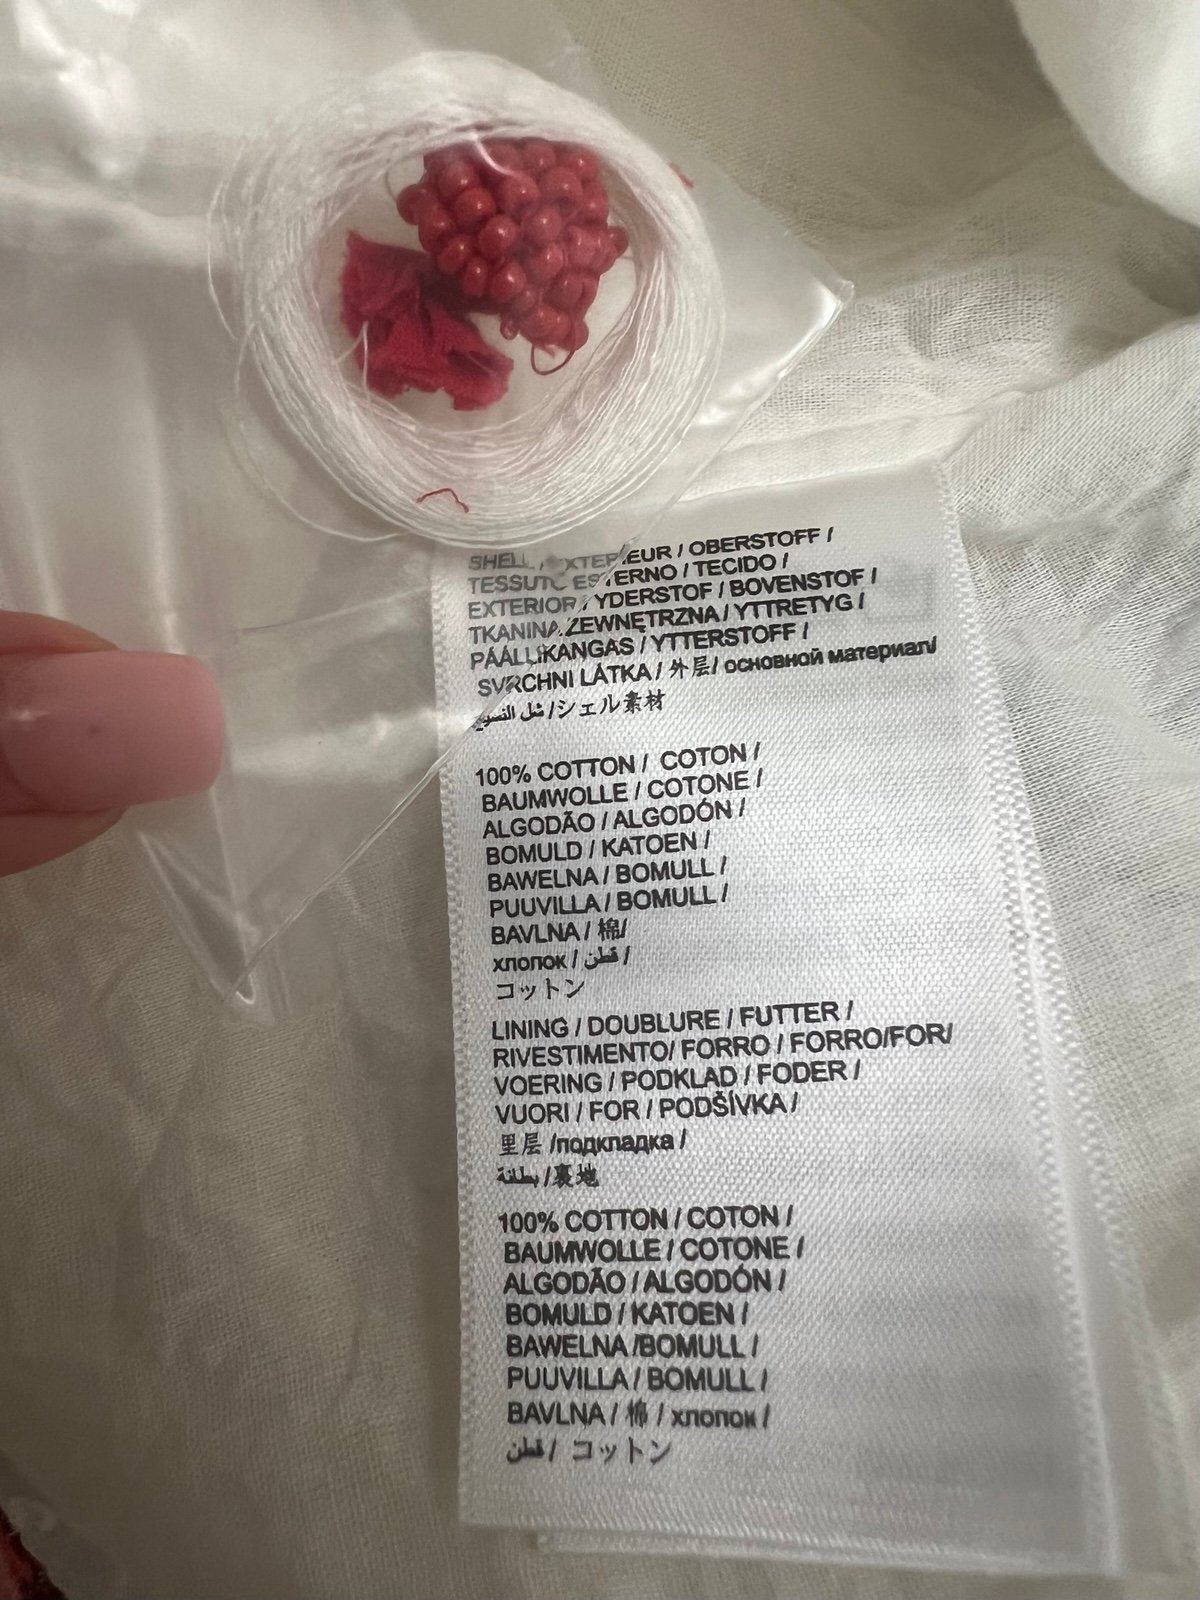 SHELL / EXTERIEUR / OBERSTOFF /
TESSUTO ESTERNO / TECIDO /
EXTERIOR / YDERSTOF / BOVENSTOF /
TKANINA ZEWNĘTRZNA / YTTRETYG /
PÄÄLLIKANGAS / YTTERSTOFF /
SVRCHNI LÁTKA / 外层/ основной материал/
شل النسيج /シェル素材
100% COTTON / COTON /
BAUMWOLLE / COTONE /
ALGODÃO / ALGODÓN /
BOMULD / KATOEN /
BAWELNA / BOMULL /
PUUVILLA / BOMULL /
BAVLNA / 棉/
хлопок / قطن /
コットン
LINING / DOUBLURE / FUTTER /
RIVESTIMENTO/ FORRO / FORRO/FOR/
VOERING / PODKLAD / FODER /
VUORI / FOR / PODŠÍVKA /
里层 /подкладка /
بطانة /裏地
100% COTTON / COTON /
BAUMWOLLE / COTONE /
ALGODÃO / ALGODÓN /
BOMULD / KATOEN /
BAWELNA /BOMULL /
PUUVILLA / BOMULL /
BAVLNA / 棉 / хлопок /
قطن / コットン